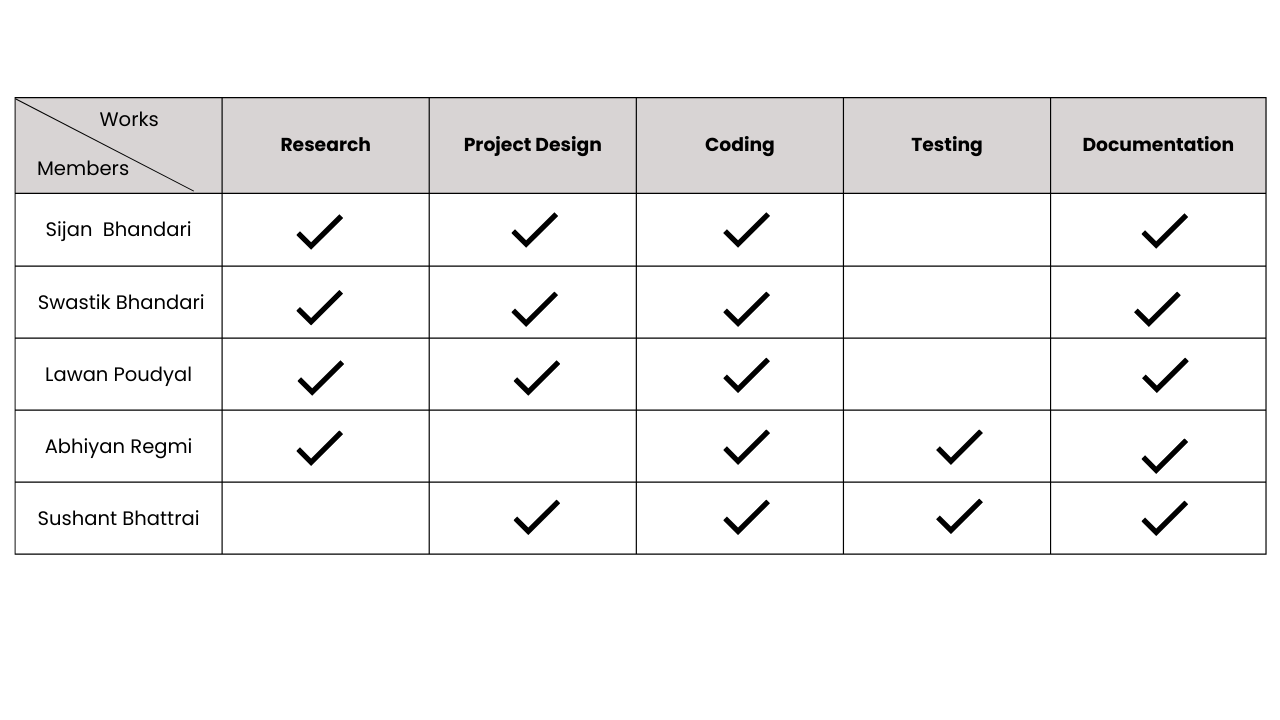 Works
Members
Research
Project Design
Coding
Testing
Documentation
Sijan Bhandari
Swastik Bhandari
Lawan Poudyal
Abhiyan Regmi
Sushant Bhattrai